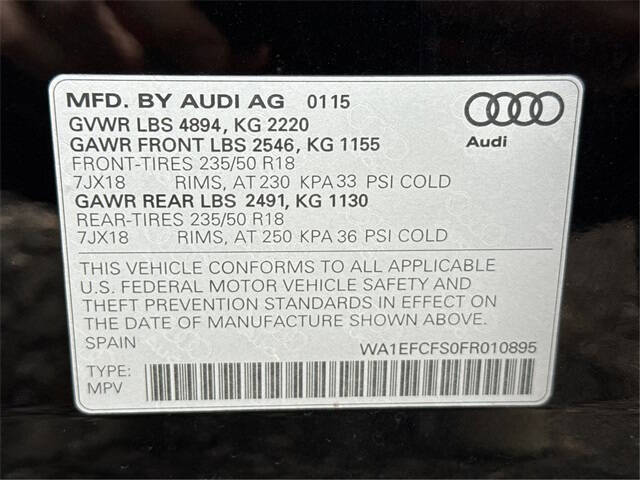 MFD. BY AUDI AG 0115
GVWR LBS 4894, KG 2220
GAWR FRONT LBS 2546, KG 1155
FRONT-TIRES 235/50 R18
7JX18 RIMS, AT 230 KPA 33 PSI COLD
GAWR REAR LBS 2491, KG 1130
REAR-TIRES 235/50 R18
7JX18 RIMS, AT 250 KPA 36 PSI COLD
Audi
THIS VEHICLE CONFORMS TO ALL APPLICABLE
U.S. FEDERAL MOTOR VEHICLE SAFETY AND
THEFT PREVENTION STANDARDS IN EFFECT ON
THE DATE OF MANUFACTURE SHOWN ABOVE.
SPAIN WA1EFCFS0FR010895
TYPE:
MPV